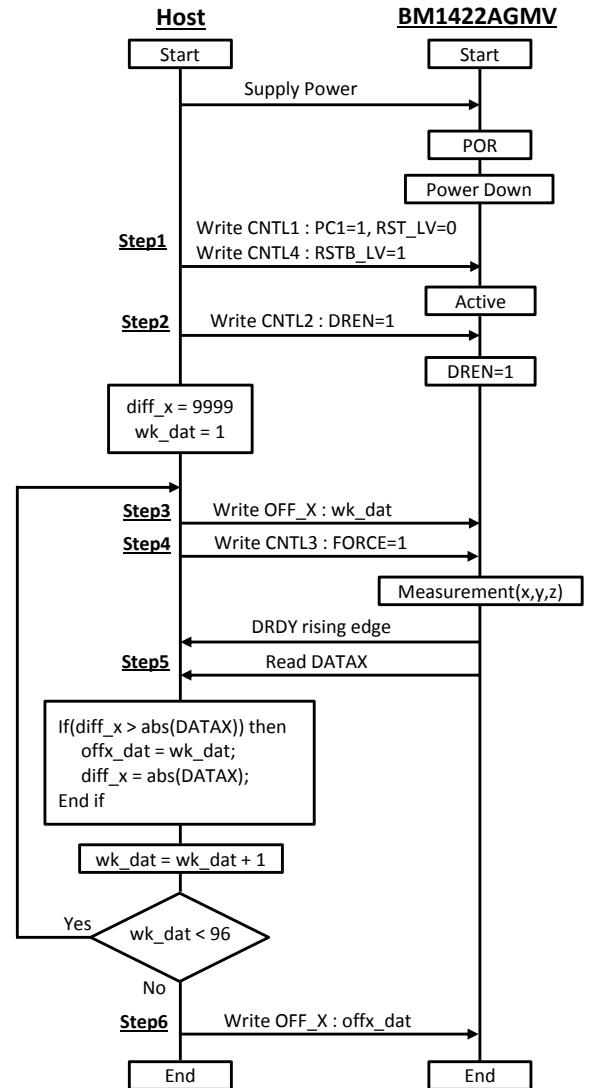 Host
BM1422AGMV
Start
Start
Supply Power
POR
Power Down
Step1
Write CNTL1 : PC1=1, RST_LV=0
Write CNTL4 : RSTB_LV=1
Active
Step2
Write CNTL2 : DREN=1
DREN=1
diff_x = 9999
wk_dat = 1
Step3
Write OFF_X : wk_dat
Step4
Write CNTL3 : FORCE=1
Measurement(x,y,z)
DRDY rising edge
Step5
Read DATAX
If(diff_x > abs(DATAX)) then
offx_dat = wk_dat;
diff_x = abs(DATAX);
End if
wk_dat = wk_dat + 1
Yes
wk_dat < 96
No
Step6
Write OFF_X : offx_dat
End
End